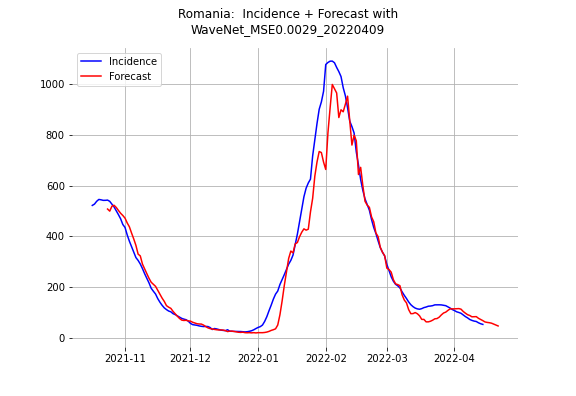 Romania:  Incidence + Forecast with
WaveNet_MSE0.0029_20220409
Incidence
Forecast
1000
800
600
400
200
0
2021-11 2021-12 2022-01 2022-02 2022-03 2022-04